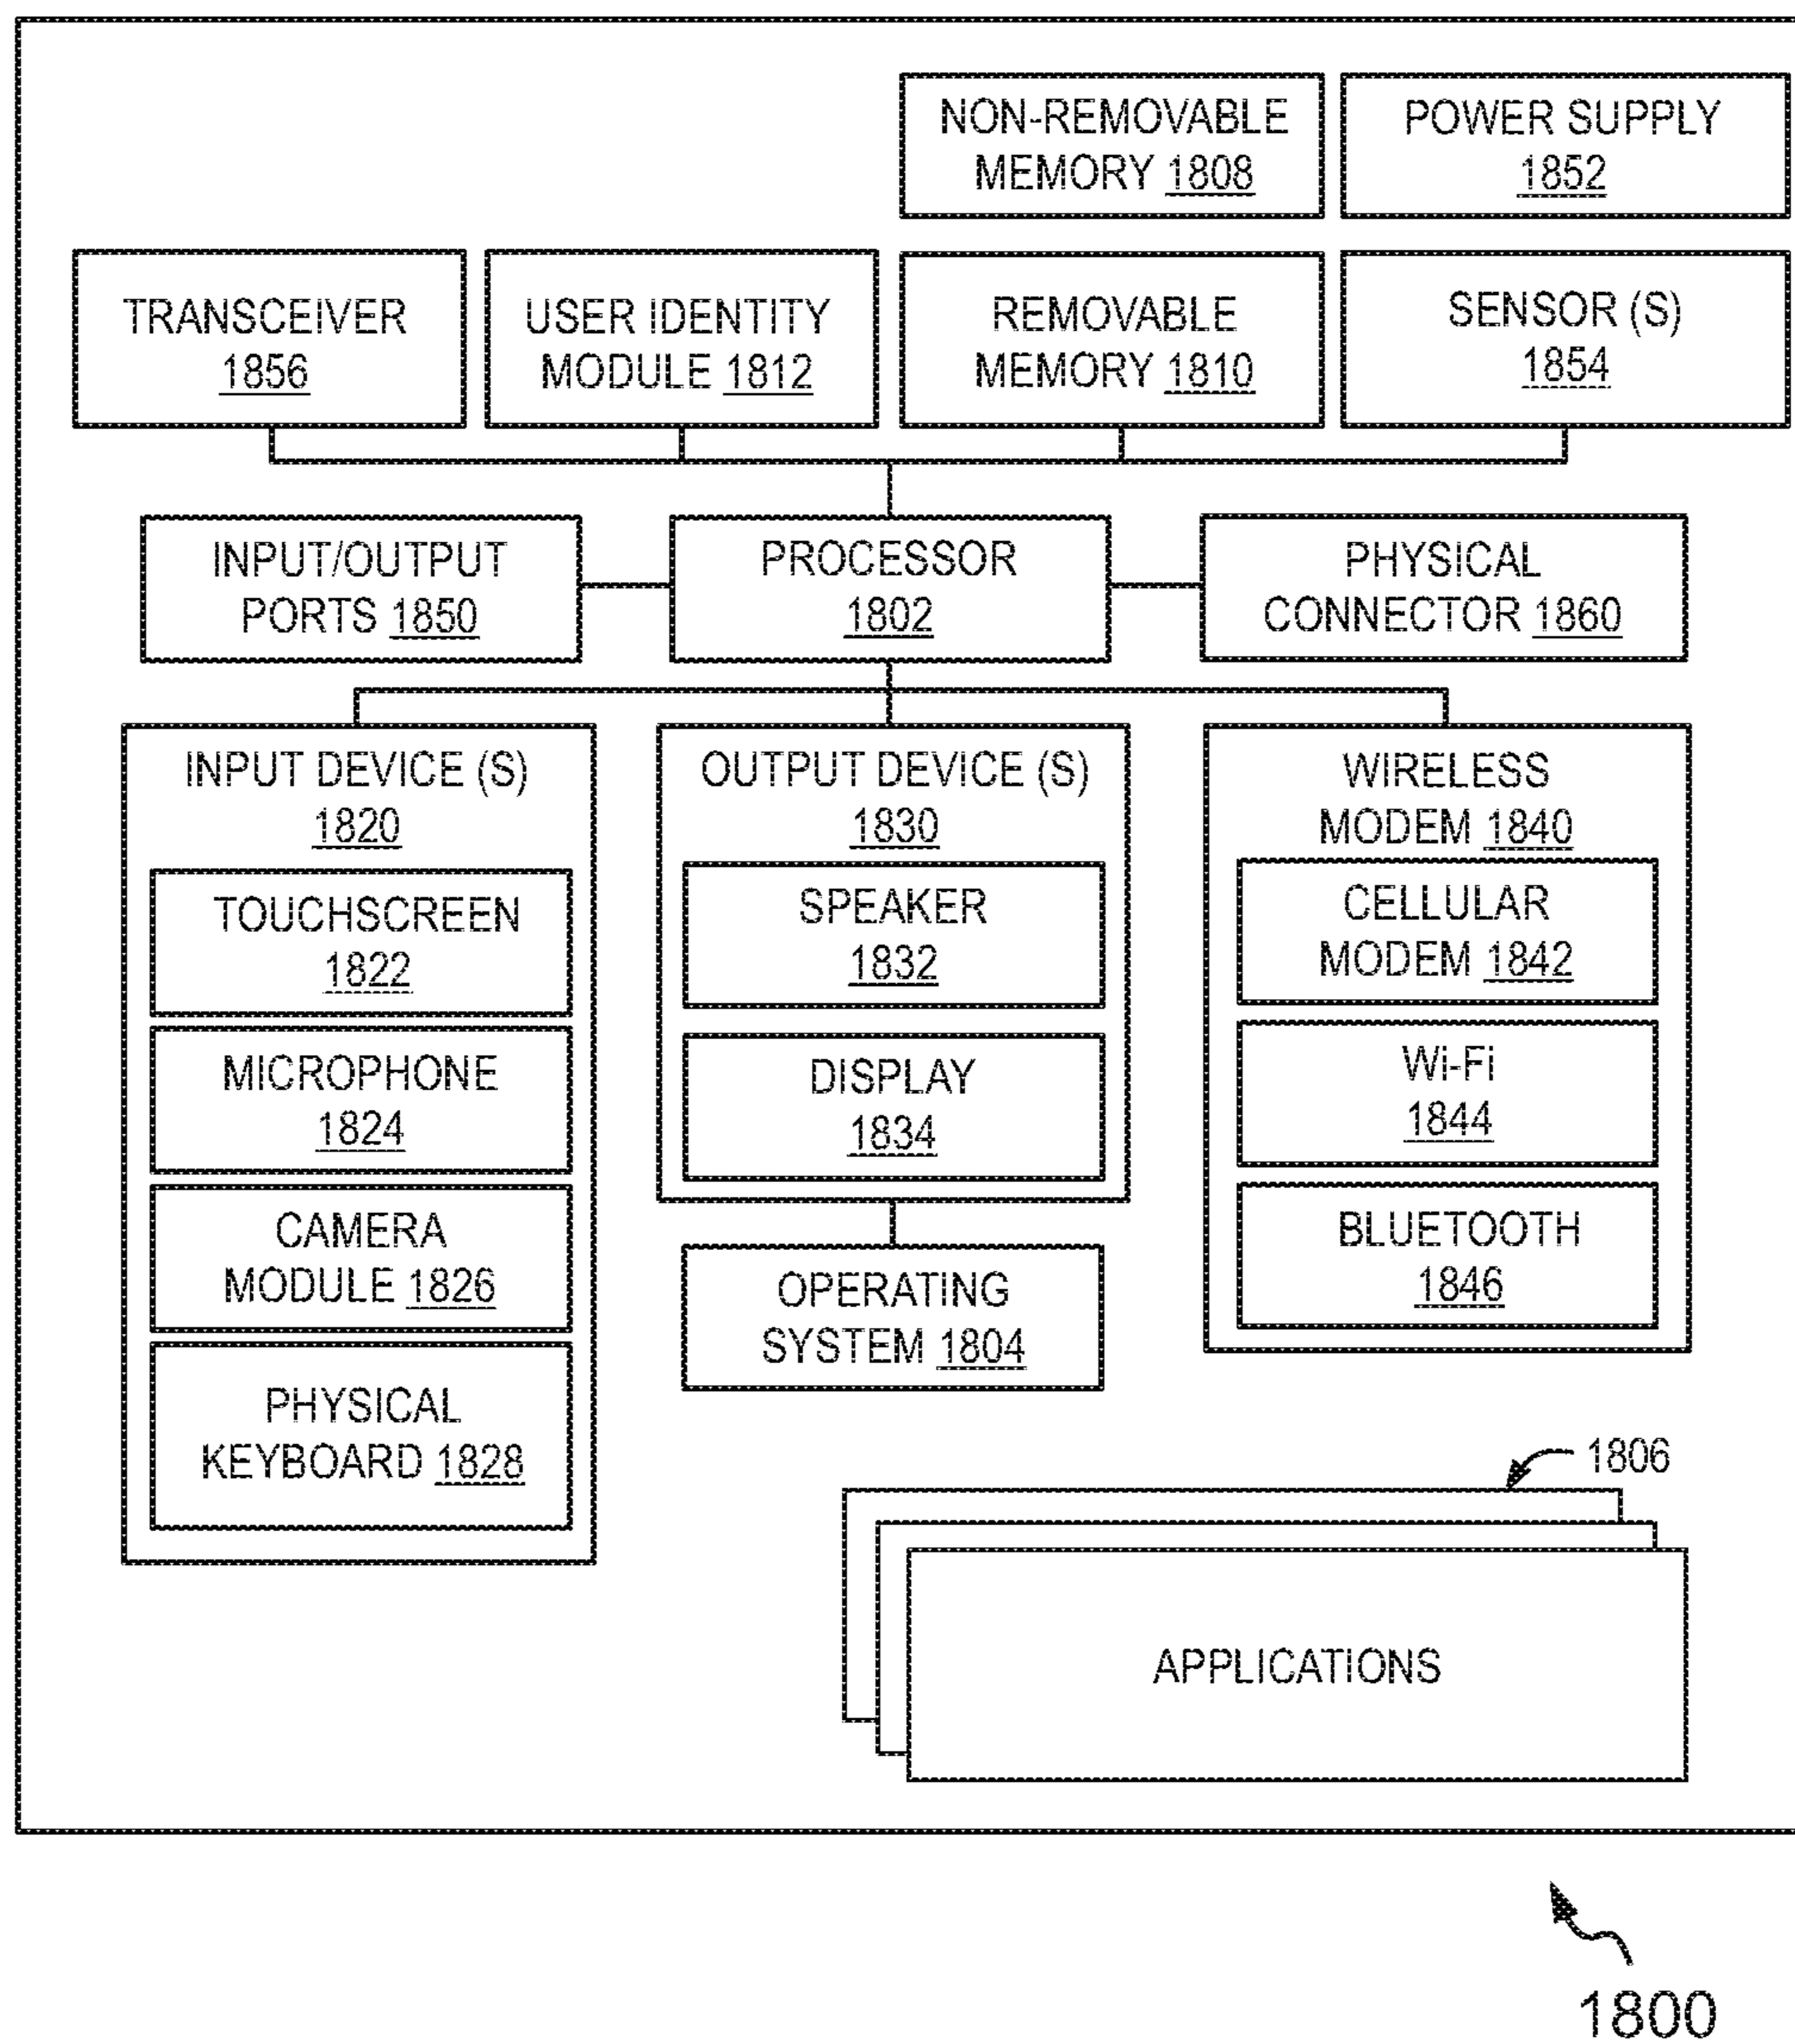 NON-REMOVABLE
MEMORY 1808
POWER SUPPLY
1852
TRANSCEIVER
1856
USER IDENTITY
MODULE 1812
REMOVABLE
MEMORY 1810
SENSOR (S)
1854
INPUT/OUTPUT
PORTS 1850
PROCESSOR
1802
PHYSICAL
CONNECTOR 1860
INPUT DEVICE (S)
1820
TOUCHSCREEN
1822
MICROPHONE
1824
CAMERA
MODULE 1826
PHYSICAL
KEYBOARD 1828
OUTPUT DEVICE (S)
1830
SPEAKER
1832
DISPLAY
1834
OPERATING
SYSTEM 1804
WIRELESS
MODEM 1840
CELLULAR
MODEM 1842
Wi-Fi
1844
BLUETOOTH
1846
1806
APPLICATIONS
1800